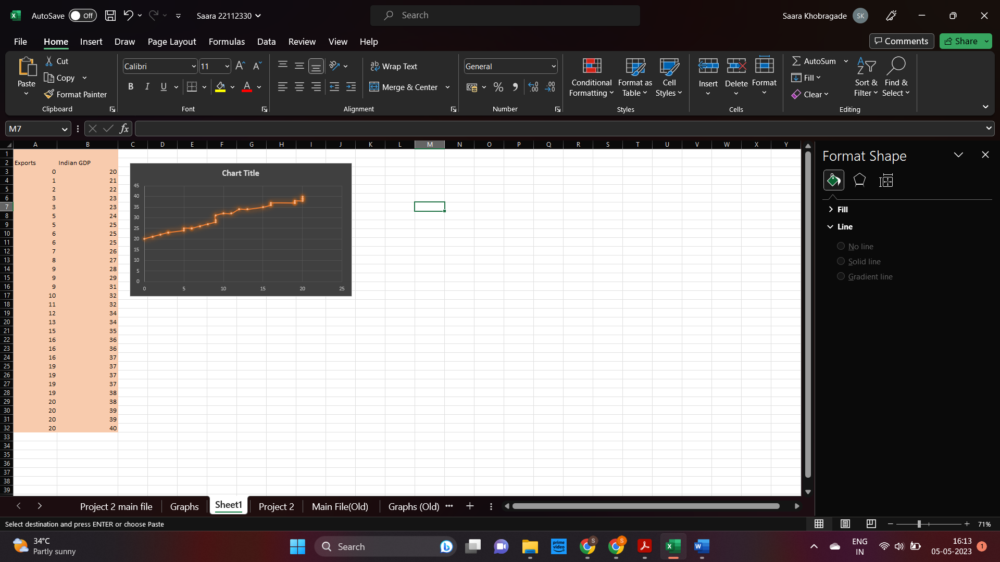 AutoSave Off Saara 22112330 Search Saara Khobragade SK
File Home Insert Draw Page Layout Formulas Data Review View Help Comments Share
Paste
Cut
Copy
Format Painter
Clipboard
Calibri 11
B I U A
Font
Wrap Text
Merge & Center
Alignment
General
Number
Conditional Formatting
Format as Table
Cell Styles
Styles
Insert Delete Format
Cells
AutoSum
Fill
Clear
Sort & Filter
Find & Select
Editing
M7 fx
A B C D E F G H I J K L M N O P Q R S T U V W X Y
1
2 Exports Indian GDP
3 0 20
4 1 21
5 2 22
6 3 23
7 3 23
8 5 24
9 5 25
10 6 25
11 6 25
12 7 26
13 8 27
14 9 28
15 9 29
16 9 31
17 10 32
18 11 32
19 12 34
20 13 34
21 15 35
22 16 36
23 16 36
24 16 37
25 19 37
26 19 37
27 19 37
28 19 38
29 20 38
30 20 39
31 20 39
32 20 40
33
34
35
36
37
38
39
Chart Title
45
40
35
30
25
20
15
10
5
0
0 5 10 15 20 25
Format Shape
Fill
Line
No line
Solid line
Gradient line
Project 2 main file Graphs Sheet1 Project 2 Main File(Old) Graphs (Old)
Select destination and press ENTER or choose Paste 71%
34°C
Partly sunny
Search
prime video
S S
ENG
IN
16:13
05-05-2023
1